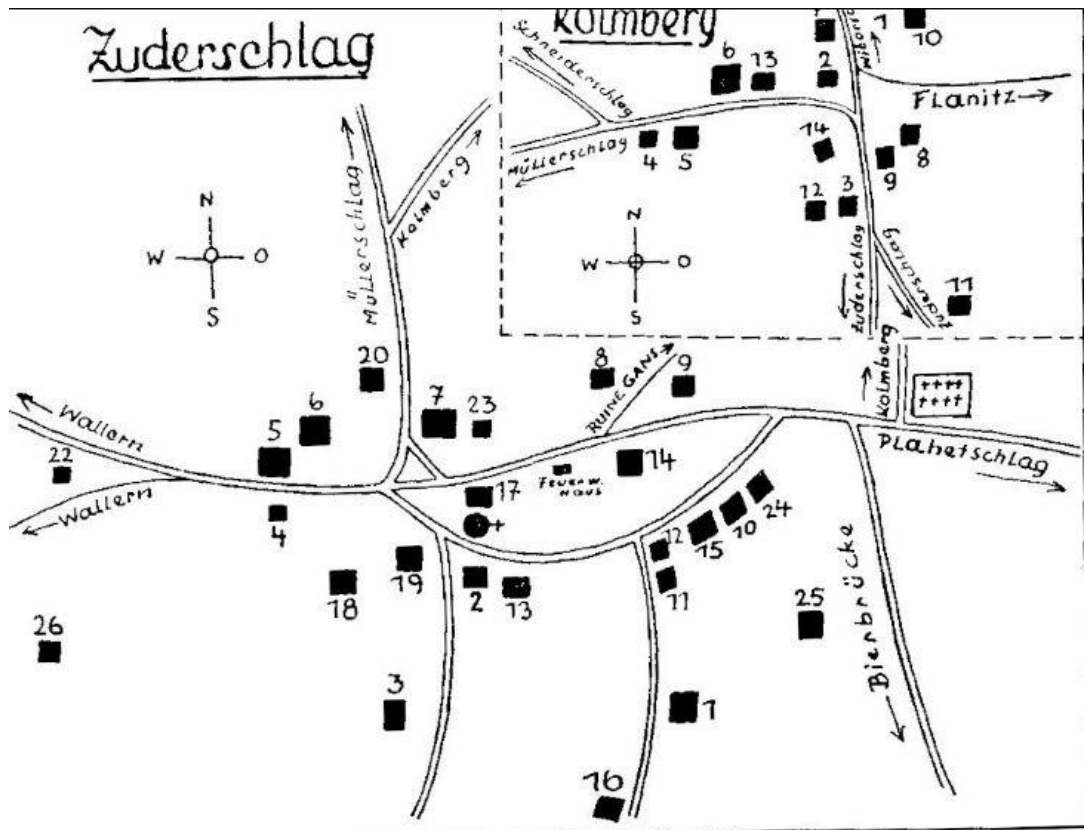 Zuderschlag
Kolmberg
Schneiderschlag
6
13
2
1
10
Flanitz
Müllerschlag
4
5
14
9
8
12
3
N
W
O
S
Zuderschlag
Zuderschlag
11
N
W
O
S
Müllerschlag
Kolmberg
Kolmberg
++++
++++
20
8
RUINE GANS
9
7
23
6
5
Wallern
22
Wallern
4
Plahetschlag
14
FEUERW.
HAUS
17
+
24
10
15
12
11
19
18
2
13
25
Bierbrücke
26
3
1
16